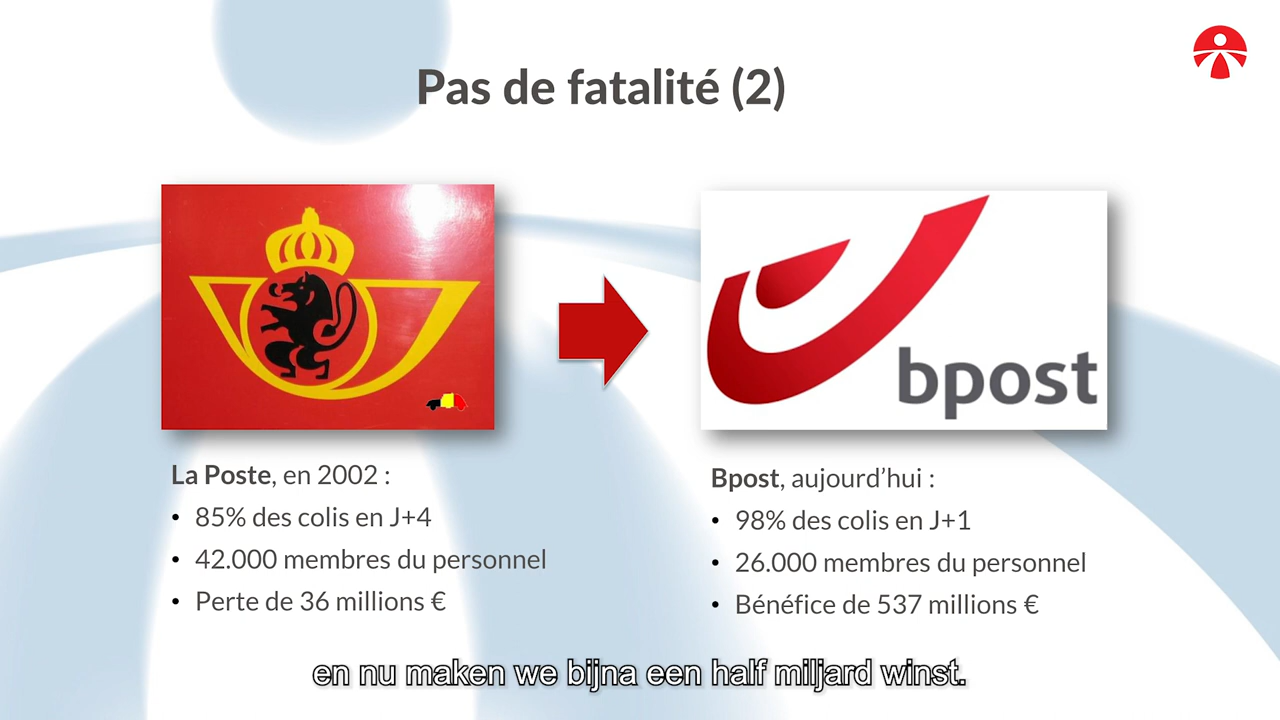 Pas de fatalité (2)
bpost
La Poste, en 2002 :
• 85% des colis en J+4
• 42.000 membres du personnel
• Perte de 36 millions €
Bpost, aujourd’hui :
• 98% des colis en J+1
• 26.000 membres du personnel
• Bénéfice de 537 millions €
en nu maken we bijna een half miljard winst.